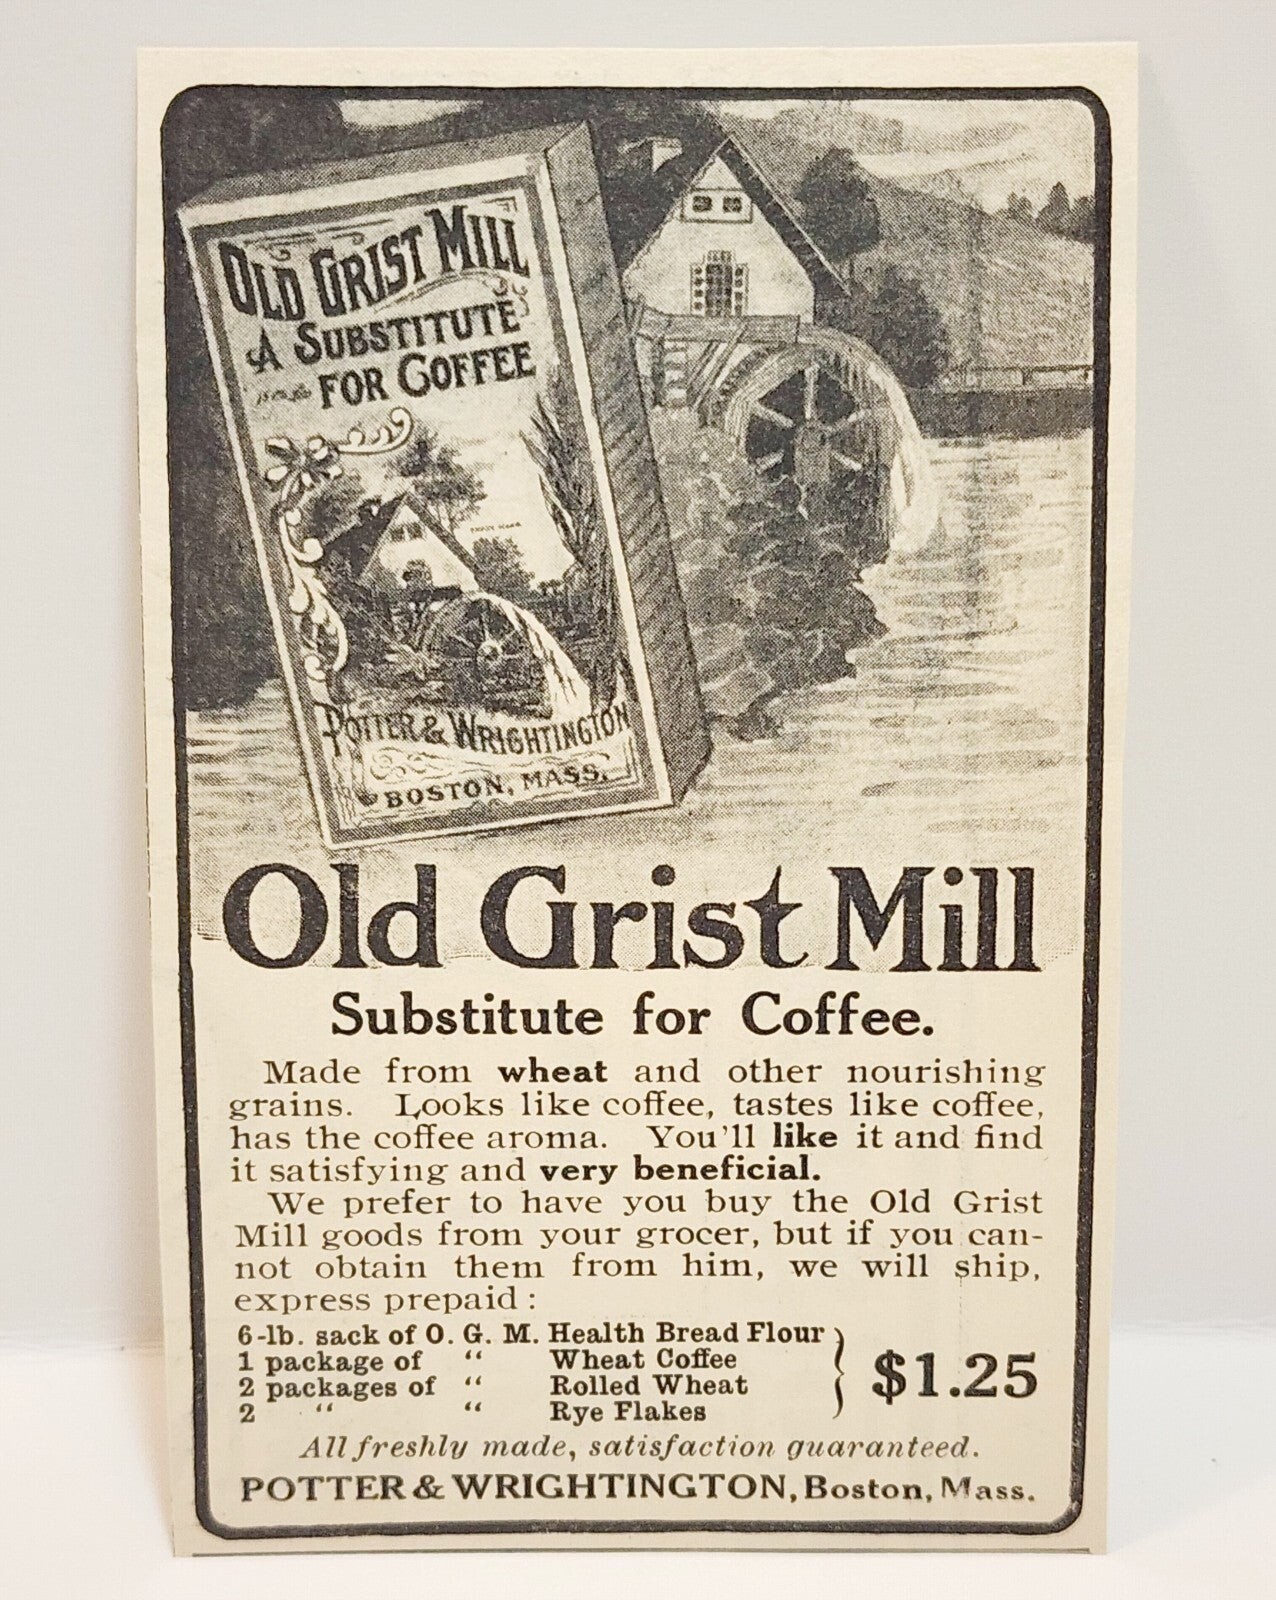 OLD GRIST MILL
A SUBSTITUTE
FOR COFFEE
POTTER & WRIGHTINGTON
BOSTON, MASS.
Old Grist Mill
Substitute for Coffee.
Made from wheat and other nourishing
grains. Looks like coffee, tastes like coffee,
has the coffee aroma. You'll like it and find
it satisfying and very beneficial.
We prefer to have you buy the Old Grist
Mill goods from your grocer, but if you can-
not obtain them from him, we will ship,
express prepaid :
6-lb. sack of O. G. M. Health Bread Flour
1 package of " Wheat Coffee
2 packages of " Rolled Wheat
2 " " Rye Flakes
$1.25
All freshly made, satisfaction guaranteed.
POTTER & WRIGHTINGTON, Boston, Mass.